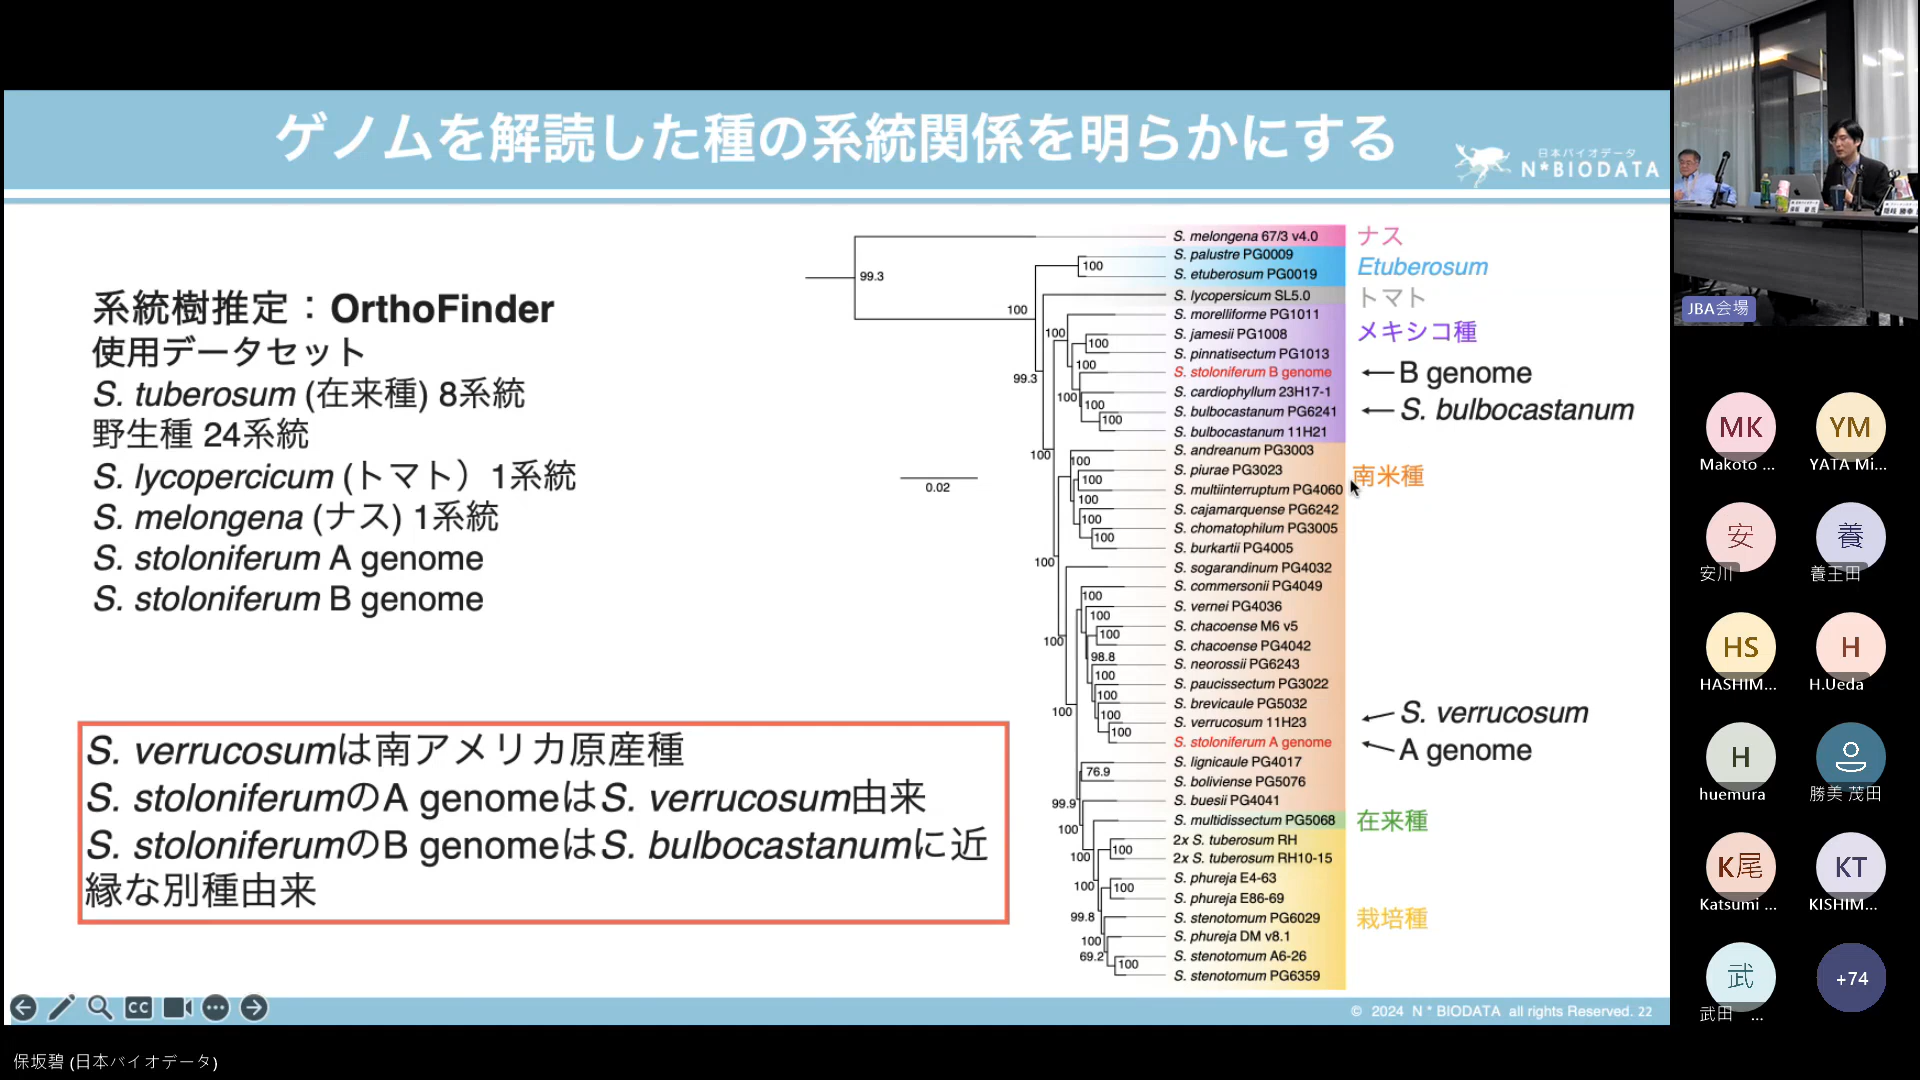 ゲノムを解読した種の系統関係を明らかにする
日本バイオデータ
N*BIODATA
系統樹推定：OrthoFinder
使用データセット
S. tuberosum (在来種) 8系統
野生種 24系統
S. lycopercicum (トマト）1系統
S. melongena (ナス) 1系統
S. stoloniferum A genome
S. stoloniferum B genome
S. verrucosumは南アメリカ原産種
S. stoloniferumのA genomeはS. verrucosum由来
S. stoloniferumのB genomeはS. bulbocastanumに近
縁な別種由来
99.3
100
100
100
100
100
99.3
100
100
100
100
100
100
100
100
100
100
100
100
100
100
98.8
100
100
100
100
100
76.9
99.9
100
100
100
100
100
99.8
100
69.2
100
0.02
S. melongena 67/3 v4.0
S. palustre PG0009
S. etuberosum PG0019
S. lycopersicum SL5.0
S. morelliforme PG1011
S. jamesii PG1008
S. pinnatisectum PG1013
S. stoloniferum B genome
S. cardiophyllum 23H17-1
S. bulbocastanum PG6241
S. bulbocastanum 11H21
S. andreanum PG3003
S. piurae PG3023
S. multiinterruptum PG4060
S. cajamarquense PG6242
S. chomatophilum PG3005
S. burkartii PG4005
S. sogarandinum PG4032
S. commersonii PG4049
S. vernei PG4036
S. chacoense M6 v5
S. chacoense PG4042
S. neorossii PG6243
S. paucissectum PG3022
S. brevicaule PG5032
S. verrucosum 11H23
S. stoloniferum A genome
S. lignicaule PG4017
S. boliviense PG5076
S. buesii PG4041
S. multidissectum PG5068
2x S. tuberosum RH
2x S. tuberosum RH10-15
S. phureja E4-63
S. phureja E86-69
S. stenotomum PG6029
S. phureja DM v8.1
S. stenotomum A6-26
S. stenotomum PG6359
ナス
Etuberosum
トマト
メキシコ種
←B genome
←S. bulbocastanum
南米種
S. verrucosum
A genome
在来種
栽培種
CC
© 2024 N * BIODATA all rights Reserved. 22
保坂碧 (日本バイオデータ)
JBA会場
MK
Makoto ...
YM
YATA Mi...
安
安川
養
養王田
HS
HASHIM...
H
H.Ueda
H
huemura
勝美 茂田
K尾
Katsumi ...
KT
KISHIM...
武
武田 ...
+74